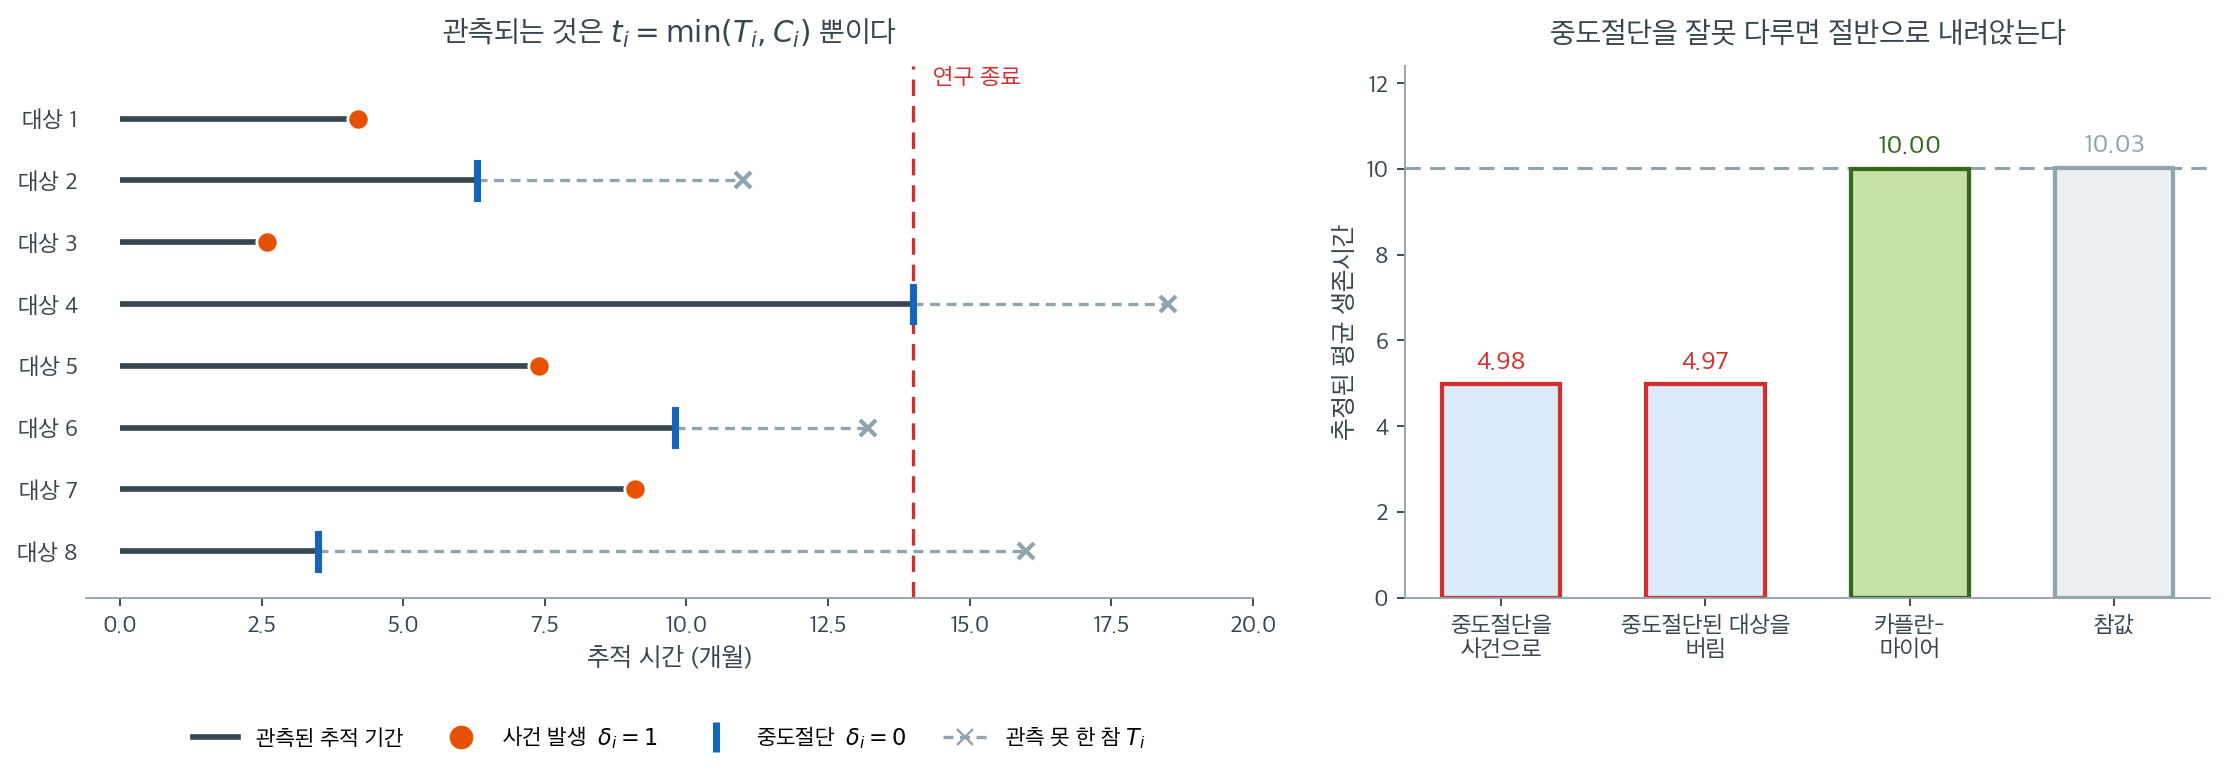 관측되는 것은 t_i = min(T_i, C_i) 뿐이다
연구 종료
대상 1
대상 2
대상 3
대상 4
대상 5
대상 6
대상 7
대상 8
0.0 2.5 5.0 7.5 10.0 12.5 15.0 17.5 20.0
추적 시간 (개월)
관측된 추적 기간
사건 발생 δ_i = 1
중도절단 δ_i = 0
관측 못 한 참 T_i
중도절단을 잘못 다루면 절반으로 내려앉는다
추정된 평균 생존시간
12
10
8
6
4
2
0
4.98
4.97
10.00
10.03
중도절단을
사건으로
중도절단된 대상을
버림
카플란-
마이어
참값